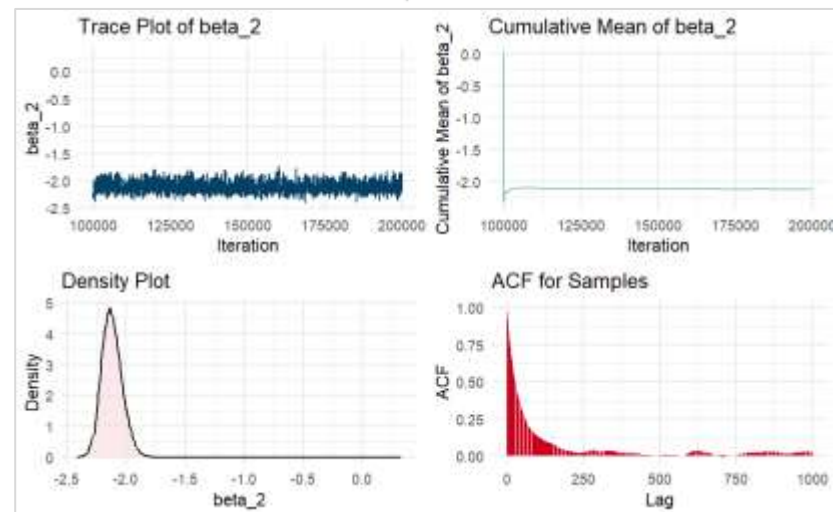 Trace Plot of beta_2
beta_2
0.0
-0.5
-1.0
-1.5
-2.0
-2.5
100000 125000 150000 175000 200000
Iteration
Cumulative Mean of beta_2
Cumulative Mean of beta_2
0.0
-0.5
-1.0
-1.5
-2.0
100000 125000 150000 175000 200000
Iteration
Density Plot
Density
5
4
3
2
1
0
-2.5 -2.0 -1.5 -1.0 -0.5 0.0
beta_2
ACF for Samples
ACF
1.00
0.75
0.50
0.25
0.00
0 250 500 750 1000
Lag